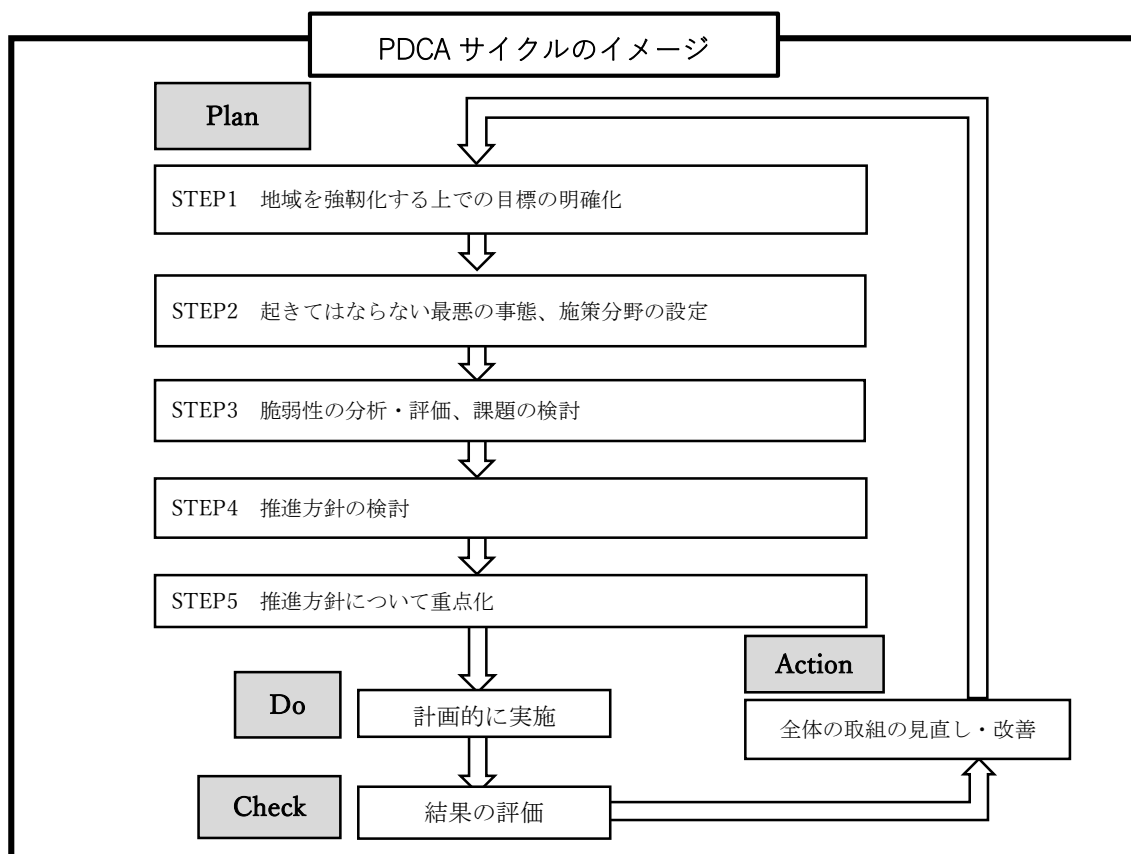 PDCA サイクルのイメージ
Plan
STEP1　地域を強靭化する上での目標の明確化
STEP2　起きてはならない最悪の事態、施策分野の設定
STEP3　脆弱性の分析・評価、課題の検討
STEP4　推進方針の検討
STEP5　推進方針について重点化
Action
Do
計画的に実施
全体の取組の見直し・改善
Check
結果の評価